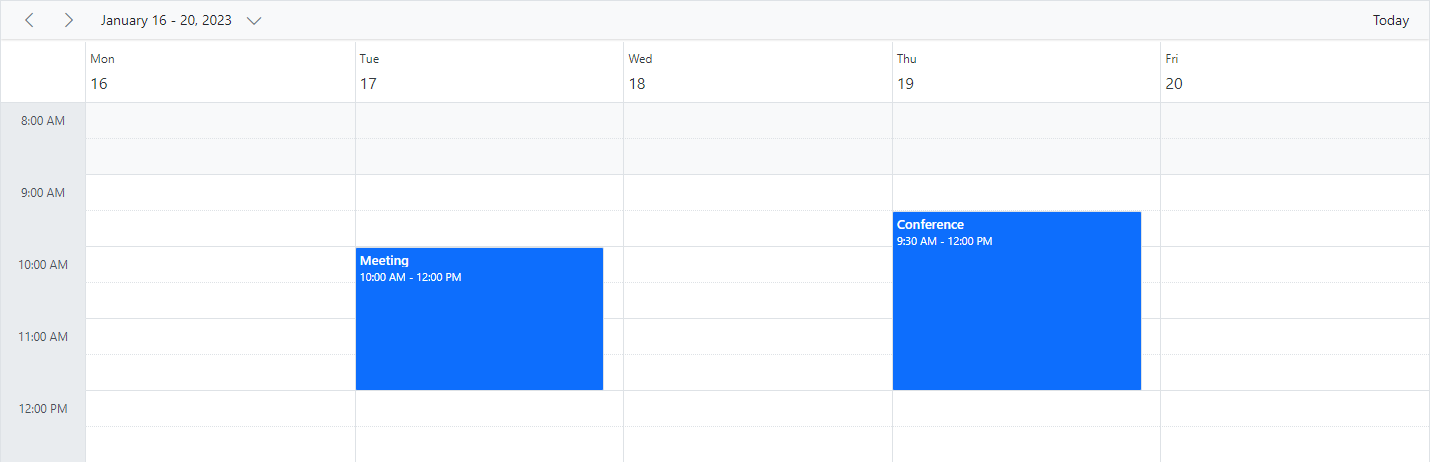 January 16 - 20, 2023
Today
Mon
16
Tue
17
Wed
18
Thu
19
Fri
20
8:00 AM
9:00 AM
Conference
9:30 AM - 12:00 PM
10:00 AM
Meeting
10:00 AM - 12:00 PM
11:00 AM
12:00 PM